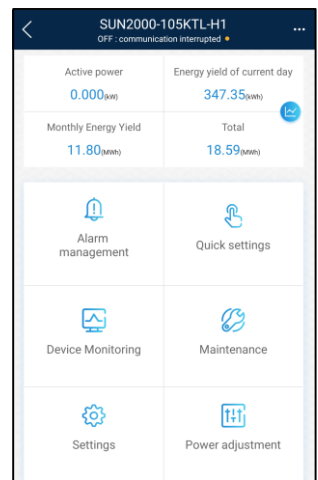 SUN2000-105KTL-H1
OFF : communication interrupted
Active power
Energy yield of current day
0.000(kW)
347.35(kWh)
Monthly Energy Yield
Total
11.80(MWh)
18.59(MWh)
Alarm
management
Quick settings
Device Monitoring
Maintenance
Settings
Power adjustment